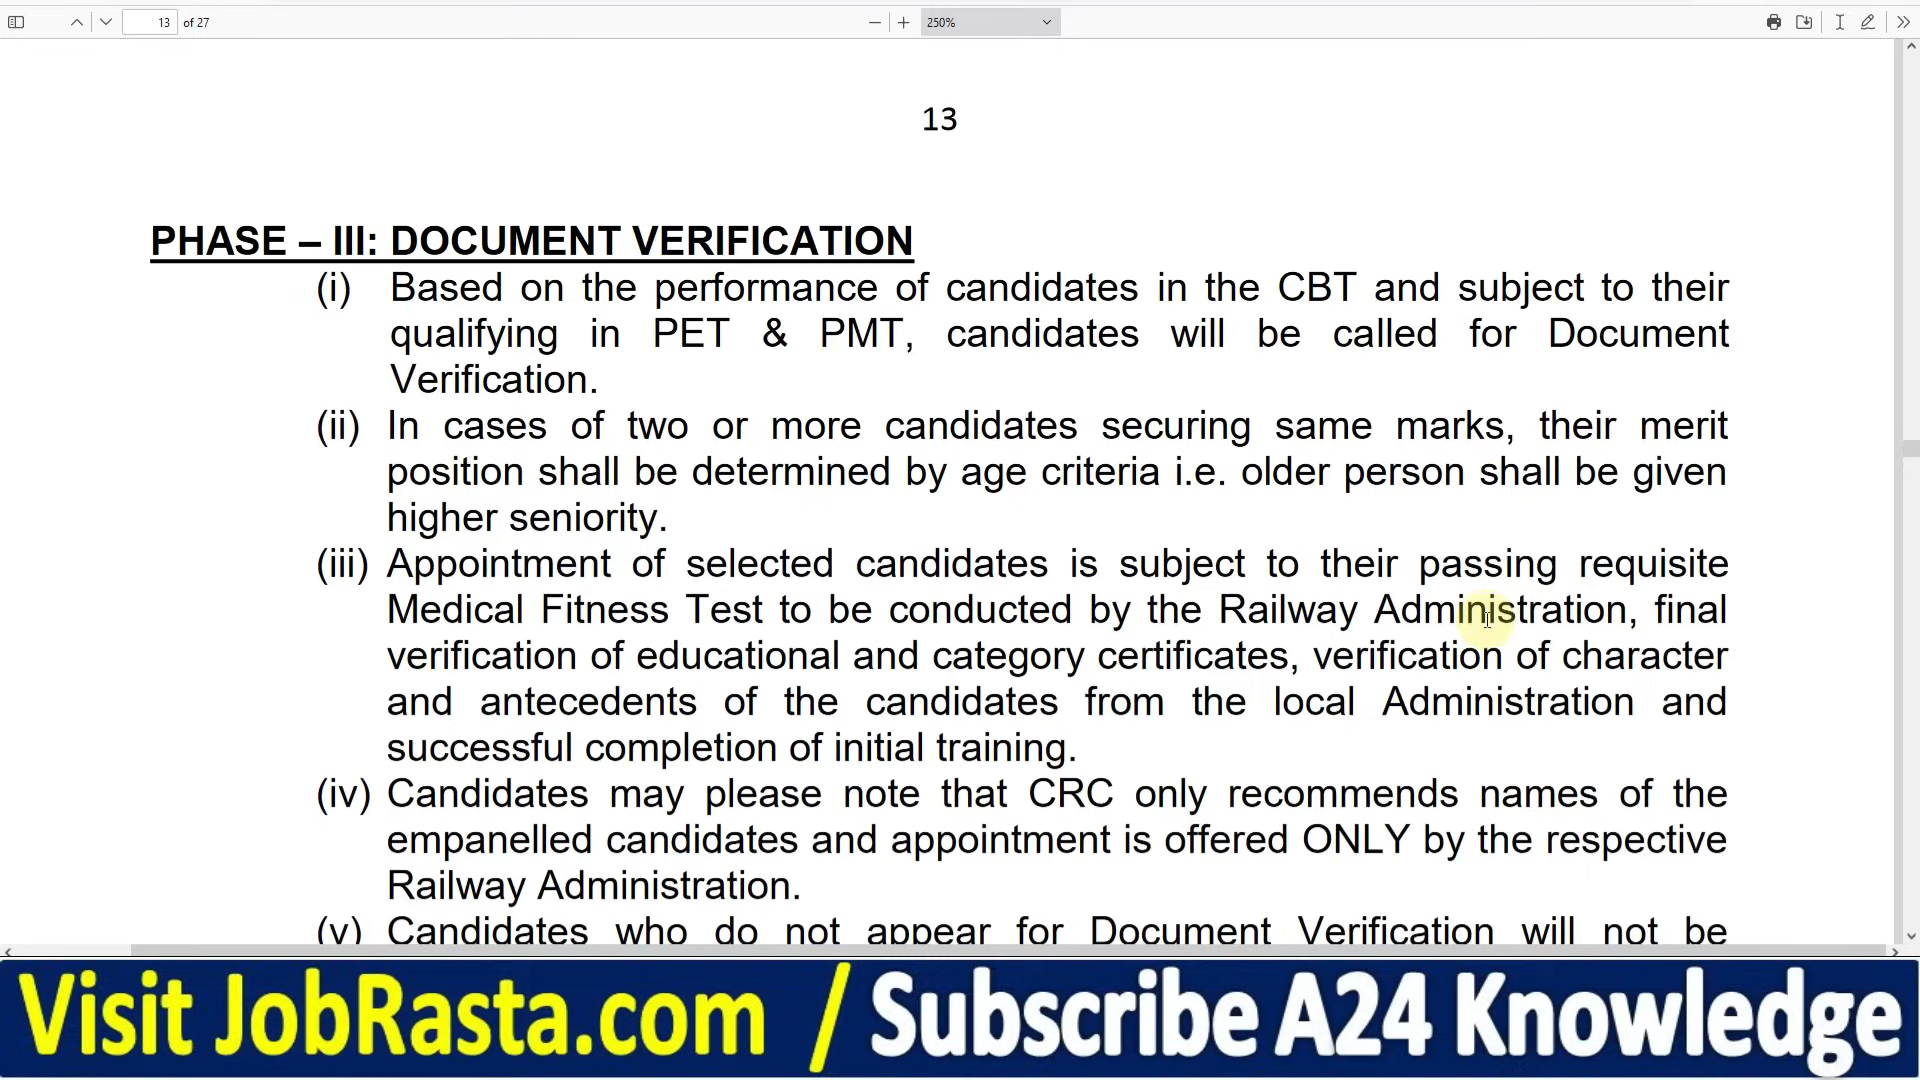 13 of 27
250%
13
PHASE – III: DOCUMENT VERIFICATION
(i) Based on the performance of candidates in the CBT and subject to their
qualifying in PET & PMT, candidates will be called for Document
Verification.
(ii) In cases of two or more candidates securing same marks, their merit
position shall be determined by age criteria i.e. older person shall be given
higher seniority.
(iii) Appointment of selected candidates is subject to their passing requisite
Medical Fitness Test to be conducted by the Railway Administration, final
verification of educational and category certificates, verification of character
and antecedents of the candidates from the local Administration and
successful completion of initial training.
(iv) Candidates may please note that CRC only recommends names of the
empanelled candidates and appointment is offered ONLY by the respective
Railway Administration.
(v) Candidates who do not appear for Document Verification will not be
Visit JobRasta.com / Subscribe A24 Knowledge